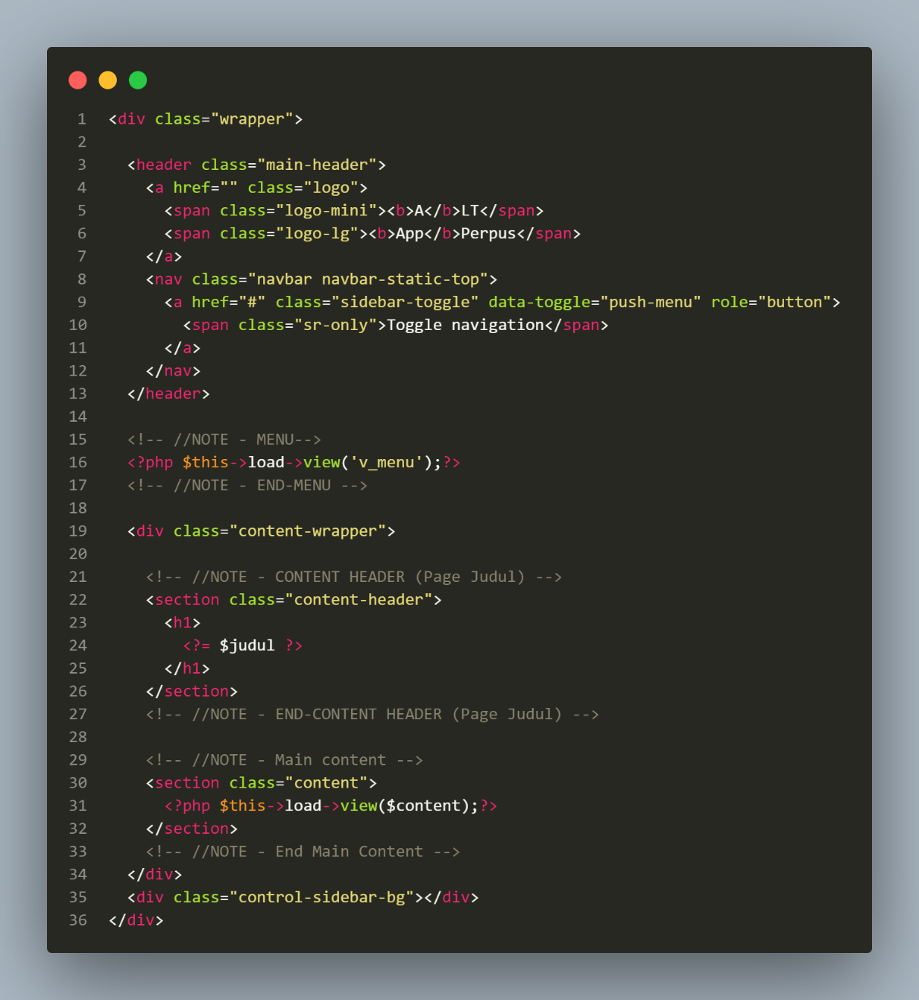 1 <div class="wrapper">
2
3   <header class="main-header">
4     <a href="" class="logo">
5       <span class="logo-mini"><b>A</b>LT</span>
6       <span class="logo-lg"><b>App</b>Perpus</span>
7     </a>
8     <nav class="navbar navbar-static-top">
9       <a href="#" class="sidebar-toggle" data-toggle="push-menu" role="button">
10         <span class="sr-only">Toggle navigation</span>
11       </a>
12     </nav>
13   </header>
14
15   <!-- //NOTE - MENU-->
16   <?php $this->load->view('v_menu');?>
17   <!-- //NOTE - END-MENU -->
18
19   <div class="content-wrapper">
20
21     <!-- //NOTE - CONTENT HEADER (Page Judul) -->
22     <section class="content-header">
23       <h1>
24         <?= $judul ?>
25       </h1>
26     </section>
27     <!-- //NOTE - END-CONTENT HEADER (Page Judul) -->
28
29     <!-- //NOTE - Main content -->
30     <section class="content">
31       <?php $this->load->view($content);?>
32     </section>
33     <!-- //NOTE - End Main Content -->
34   </div>
35   <div class="control-sidebar-bg"></div>
36 </div>